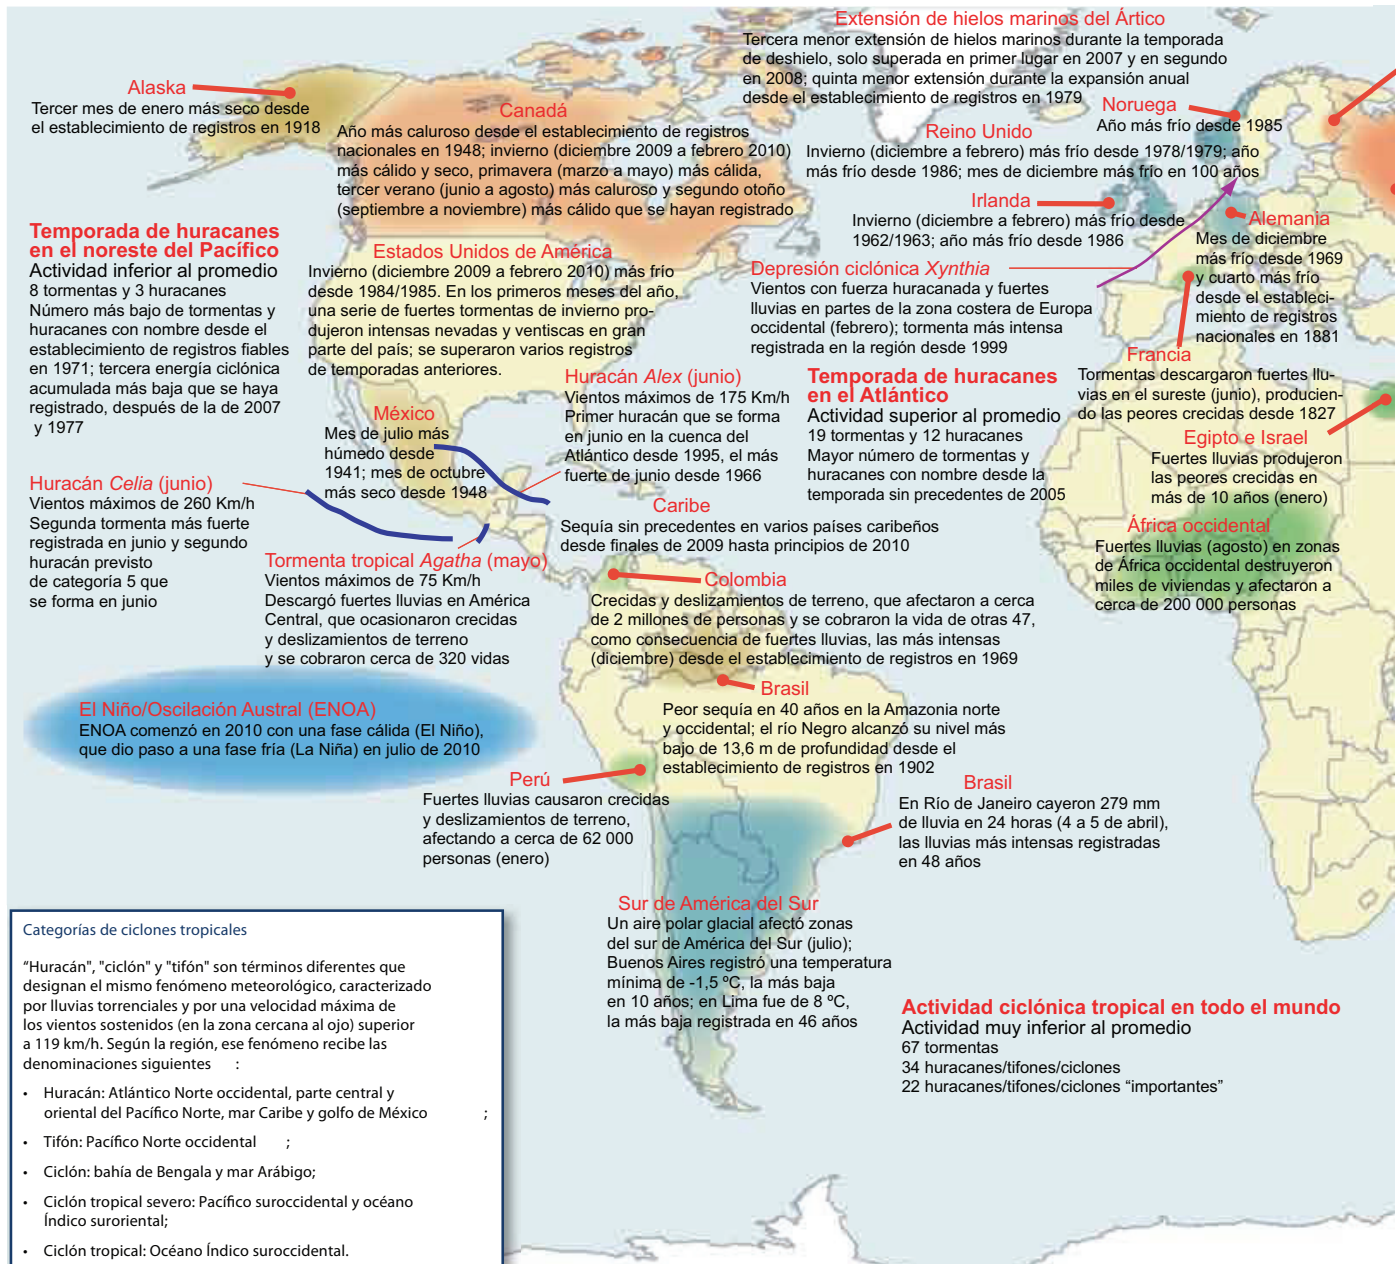 Extensión de hielos marinos del Ártico
Tercera menor extensión de hielos marinos durante la temporada
de deshielo, solo superada en primer lugar en 2007 y en segundo
en 2008; quinta menor extensión durante la expansión anual
desde el establecimiento de registros en 1979
Alaska
Tercer mes de enero más seco desde
el establecimiento de registros en 1918
Canadá
Año más caluroso desde el establecimiento de registros
nacionales en 1948; invierno (diciembre 2009 a febrero 2010)
más cálido y seco, primavera (marzo a mayo) más cálida,
tercer verano (junio a agosto) más caluroso y segundo otoño
(septiembre a noviembre) más cálido que se hayan registrado
Noruega
Año más frío desde 1985
Reino Unido
Invierno (diciembre a febrero) más frío desde 1978/1979; año
más frío desde 1986; mes de diciembre más frío en 100 años
Irlanda
Invierno (diciembre a febrero) más frío desde
1962/1963; año más frío desde 1986
Alemania
Mes de diciembre
más frío desde 1969
y cuarto más frío
desde el estableci-
miento de registros
nacionales en 1881
Temporada de huracanes
en el noreste del Pacífico
Actividad inferior al promedio
8 tormentas y 3 huracanes
Número más bajo de tormentas y
huracanes con nombre desde el
establecimiento de registros fiables
en 1971; tercera energía ciclónica
acumulada más baja que se haya
registrado, después de la de 2007
y 1977
Estados Unidos de América
Invierno (diciembre 2009 a febrero 2010) más frío
desde 1984/1985. En los primeros meses del año,
una serie de fuertes tormentas de invierno pro-
dujeron intensas nevadas y ventiscas en gran
parte del país; se superaron varios registros
de temporadas anteriores.
Depresión ciclónica Xynthia
Vientos con fuerza huracanada y fuertes
lluvias en partes de la zona costera de Europa
occidental (febrero); tormenta más intensa
registrada en la región desde 1999
Francia
Tormentas descargaron fuertes llu-
vias en el sureste (junio), producien-
do las peores crecidas desde 1827
Huracán Alex (junio)
Vientos máximos de 175 Km/h
Primer huracán que se forma
en junio en la cuenca del
Atlántico desde 1995, el más
fuerte de junio desde 1966
Temporada de huracanes
en el Atlántico
Actividad superior al promedio
19 tormentas y 12 huracanes
Mayor número de tormentas y
huracanes con nombre desde la
temporada sin precedentes de 2005
México
Mes de julio más
húmedo desde
1941; mes de octubre
más seco desde 1948
Egipto e Israel
Fuertes lluvias produjeron
las peores crecidas en
más de 10 años (enero)
Huracán Celia (junio)
Vientos máximos de 260 Km/h
Segunda tormenta más fuerte
registrada en junio y segundo
huracán previsto
de categoría 5 que
se forma en junio
Caribe
Sequía sin precedentes en varios países caribeños
desde finales de 2009 hasta principios de 2010
África occidental
Fuertes lluvias (agosto) en zonas
de África occidental destruyeron
miles de viviendas y afectaron a
cerca de 200 000 personas
Tormenta tropical Agatha (mayo)
Vientos máximos de 75 Km/h
Descargó fuertes lluvias en América
Central, que ocasionaron crecidas
y deslizamientos de terreno
y se cobraron cerca de 320 vidas
Colombia
Crecidas y deslizamientos de terreno, que afectaron a cerca
de 2 millones de personas y se cobraron la vida de otras 47,
como consecuencia de fuertes lluvias, las más intensas
(diciembre) desde el establecimiento de registros en 1969
El Niño/Oscilación Austral (ENOA)
ENOA comenzó en 2010 con una fase cálida (El Niño),
que dio paso a una fase fría (La Niña) en julio de 2010
Brasil
Peor sequía en 40 años en la Amazonia norte
y occidental; el río Negro alcanzó su nivel más
bajo de 13,6 m de profundidad desde el
establecimiento de registros en 1902
Perú
Fuertes lluvias causaron crecidas
y deslizamientos de terreno,
afectando a cerca de 62 000
personas (enero)
Brasil
En Río de Janeiro cayeron 279 mm
de lluvia en 24 horas (4 a 5 de abril),
las lluvias más intensas registradas
en 48 años
Sur de América del Sur
Un aire polar glacial afectó zonas
del sur de América del Sur (julio);
Buenos Aires registró una temperatura
mínima de -1,5 ºC, la más baja
en 10 años; en Lima fue de 8 ºC,
la más baja registrada en 46 años
Actividad ciclónica tropical en todo el mundo
Actividad muy inferior al promedio
67 tormentas
34 huracanes/tifones/ciclones
22 huracanes/tifones/ciclones “importantes”
Categorías de ciclones tropicales
“Huracán", "ciclón" y "tifón" son términos diferentes que
designan el mismo fenómeno meteorológico, caracterizado
por lluvias torrenciales y por una velocidad máxima de
los vientos sostenidos (en la zona cercana al ojo) superior
a 119 km/h. Según la región, ese fenómeno recibe las
denominaciones siguientes :
• Huracán: Atlántico Norte occidental, parte central y
oriental del Pacífico Norte, mar Caribe y golfo de México ;
• Tifón: Pacífico Norte occidental ;
• Ciclón: bahía de Bengala y mar Arábigo;
• Ciclón tropical severo: Pacífico suroccidental y océano
Índico suroriental;
• Ciclón tropical: Océano Índico suroccidental.